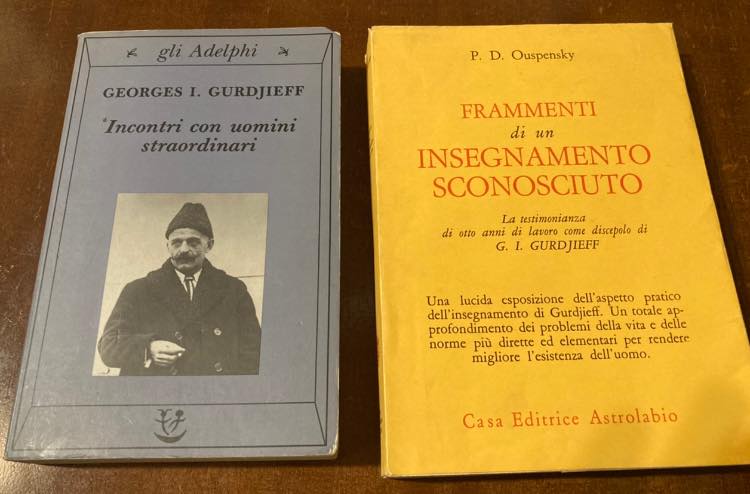 gli Adelphi
GEORGES I. GURDJIEFF
Incontri con uomini
straordinari
P. D. Ouspensky
FRAMMENTI
di un
INSEGNAMENTO
SCONOSCIUTO
La testimonianza
di otto anni di lavoro come discepolo di
G. I. GURDJIEFF
Una lucida esposizione dell'aspetto pratico
dell'insegnamento di Gurdjieff. Un totale ap-
profondimento dei problemi della vita e delle
norme più dirette ed elementari per rendere
migliore l'esistenza dell'uomo.
Casa Editrice Astrolabio